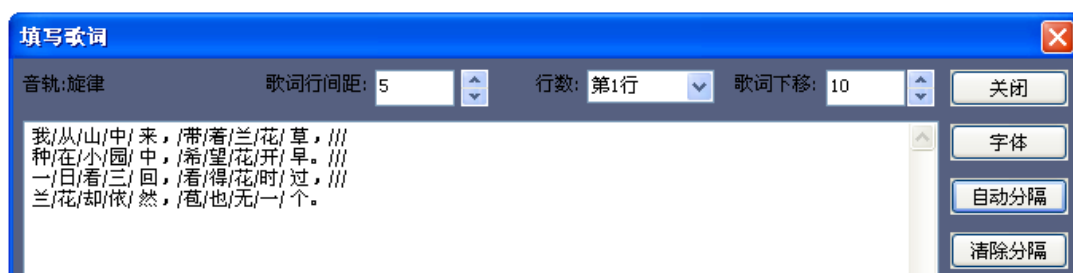 填写歌词
音轨:旋律 歌词行间距: 5 行数: 第1行 歌词下移: 10 关闭
我/从/山/中/ 来，/带/着/兰/花/ 草，///
种/在/小/园/ 中，/希/望/花/开/ 早。///
一/日/看/三/ 回，/看/得/花/时/ 过，///
兰/花/却/依/ 然，/苞/也/无/一/ 个。
字体
自动分隔
清除分隔